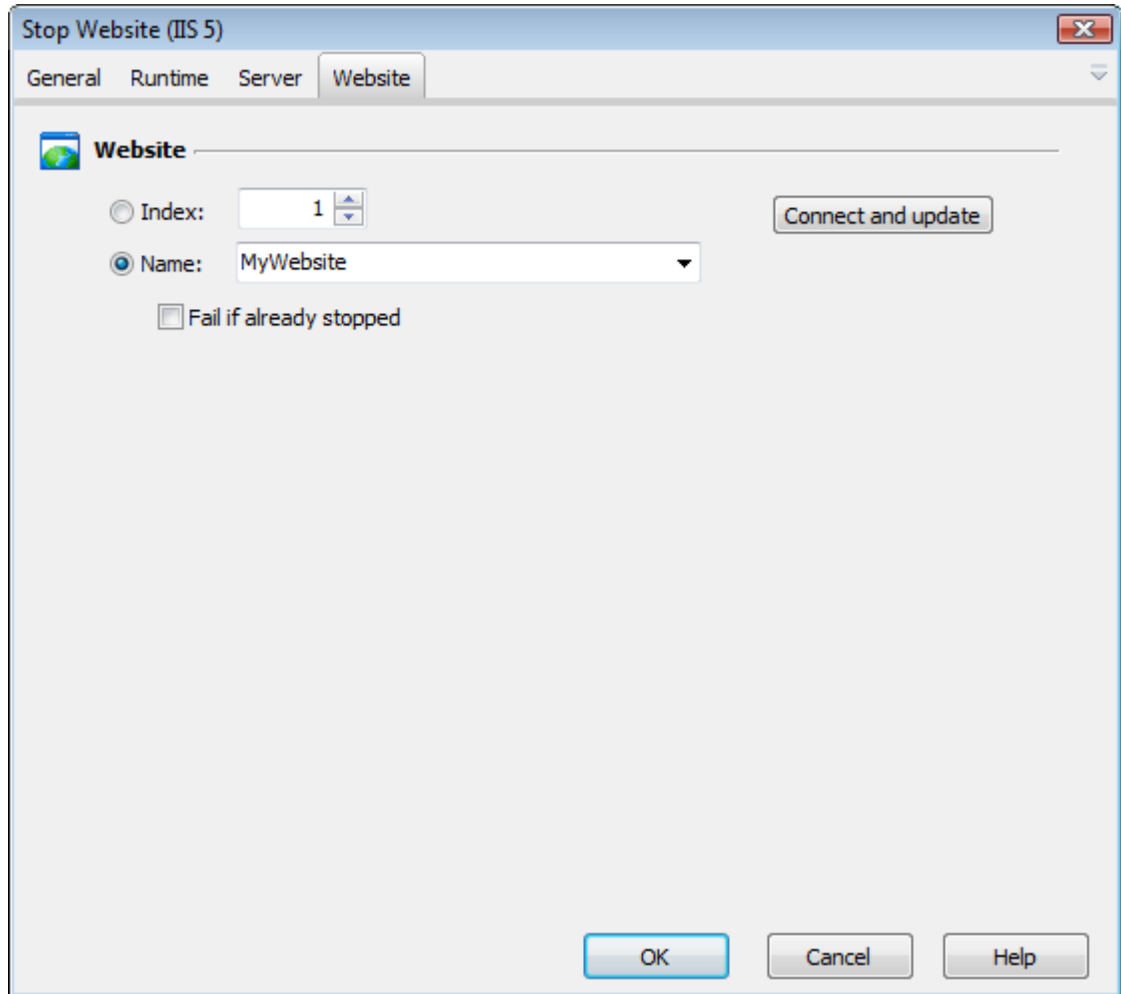 Stop Website (IIS 5)
General Runtime Server Website
Website
Index: 1 Connect and update
Name: MyWebsite
Fail if already stopped
OK Cancel Help